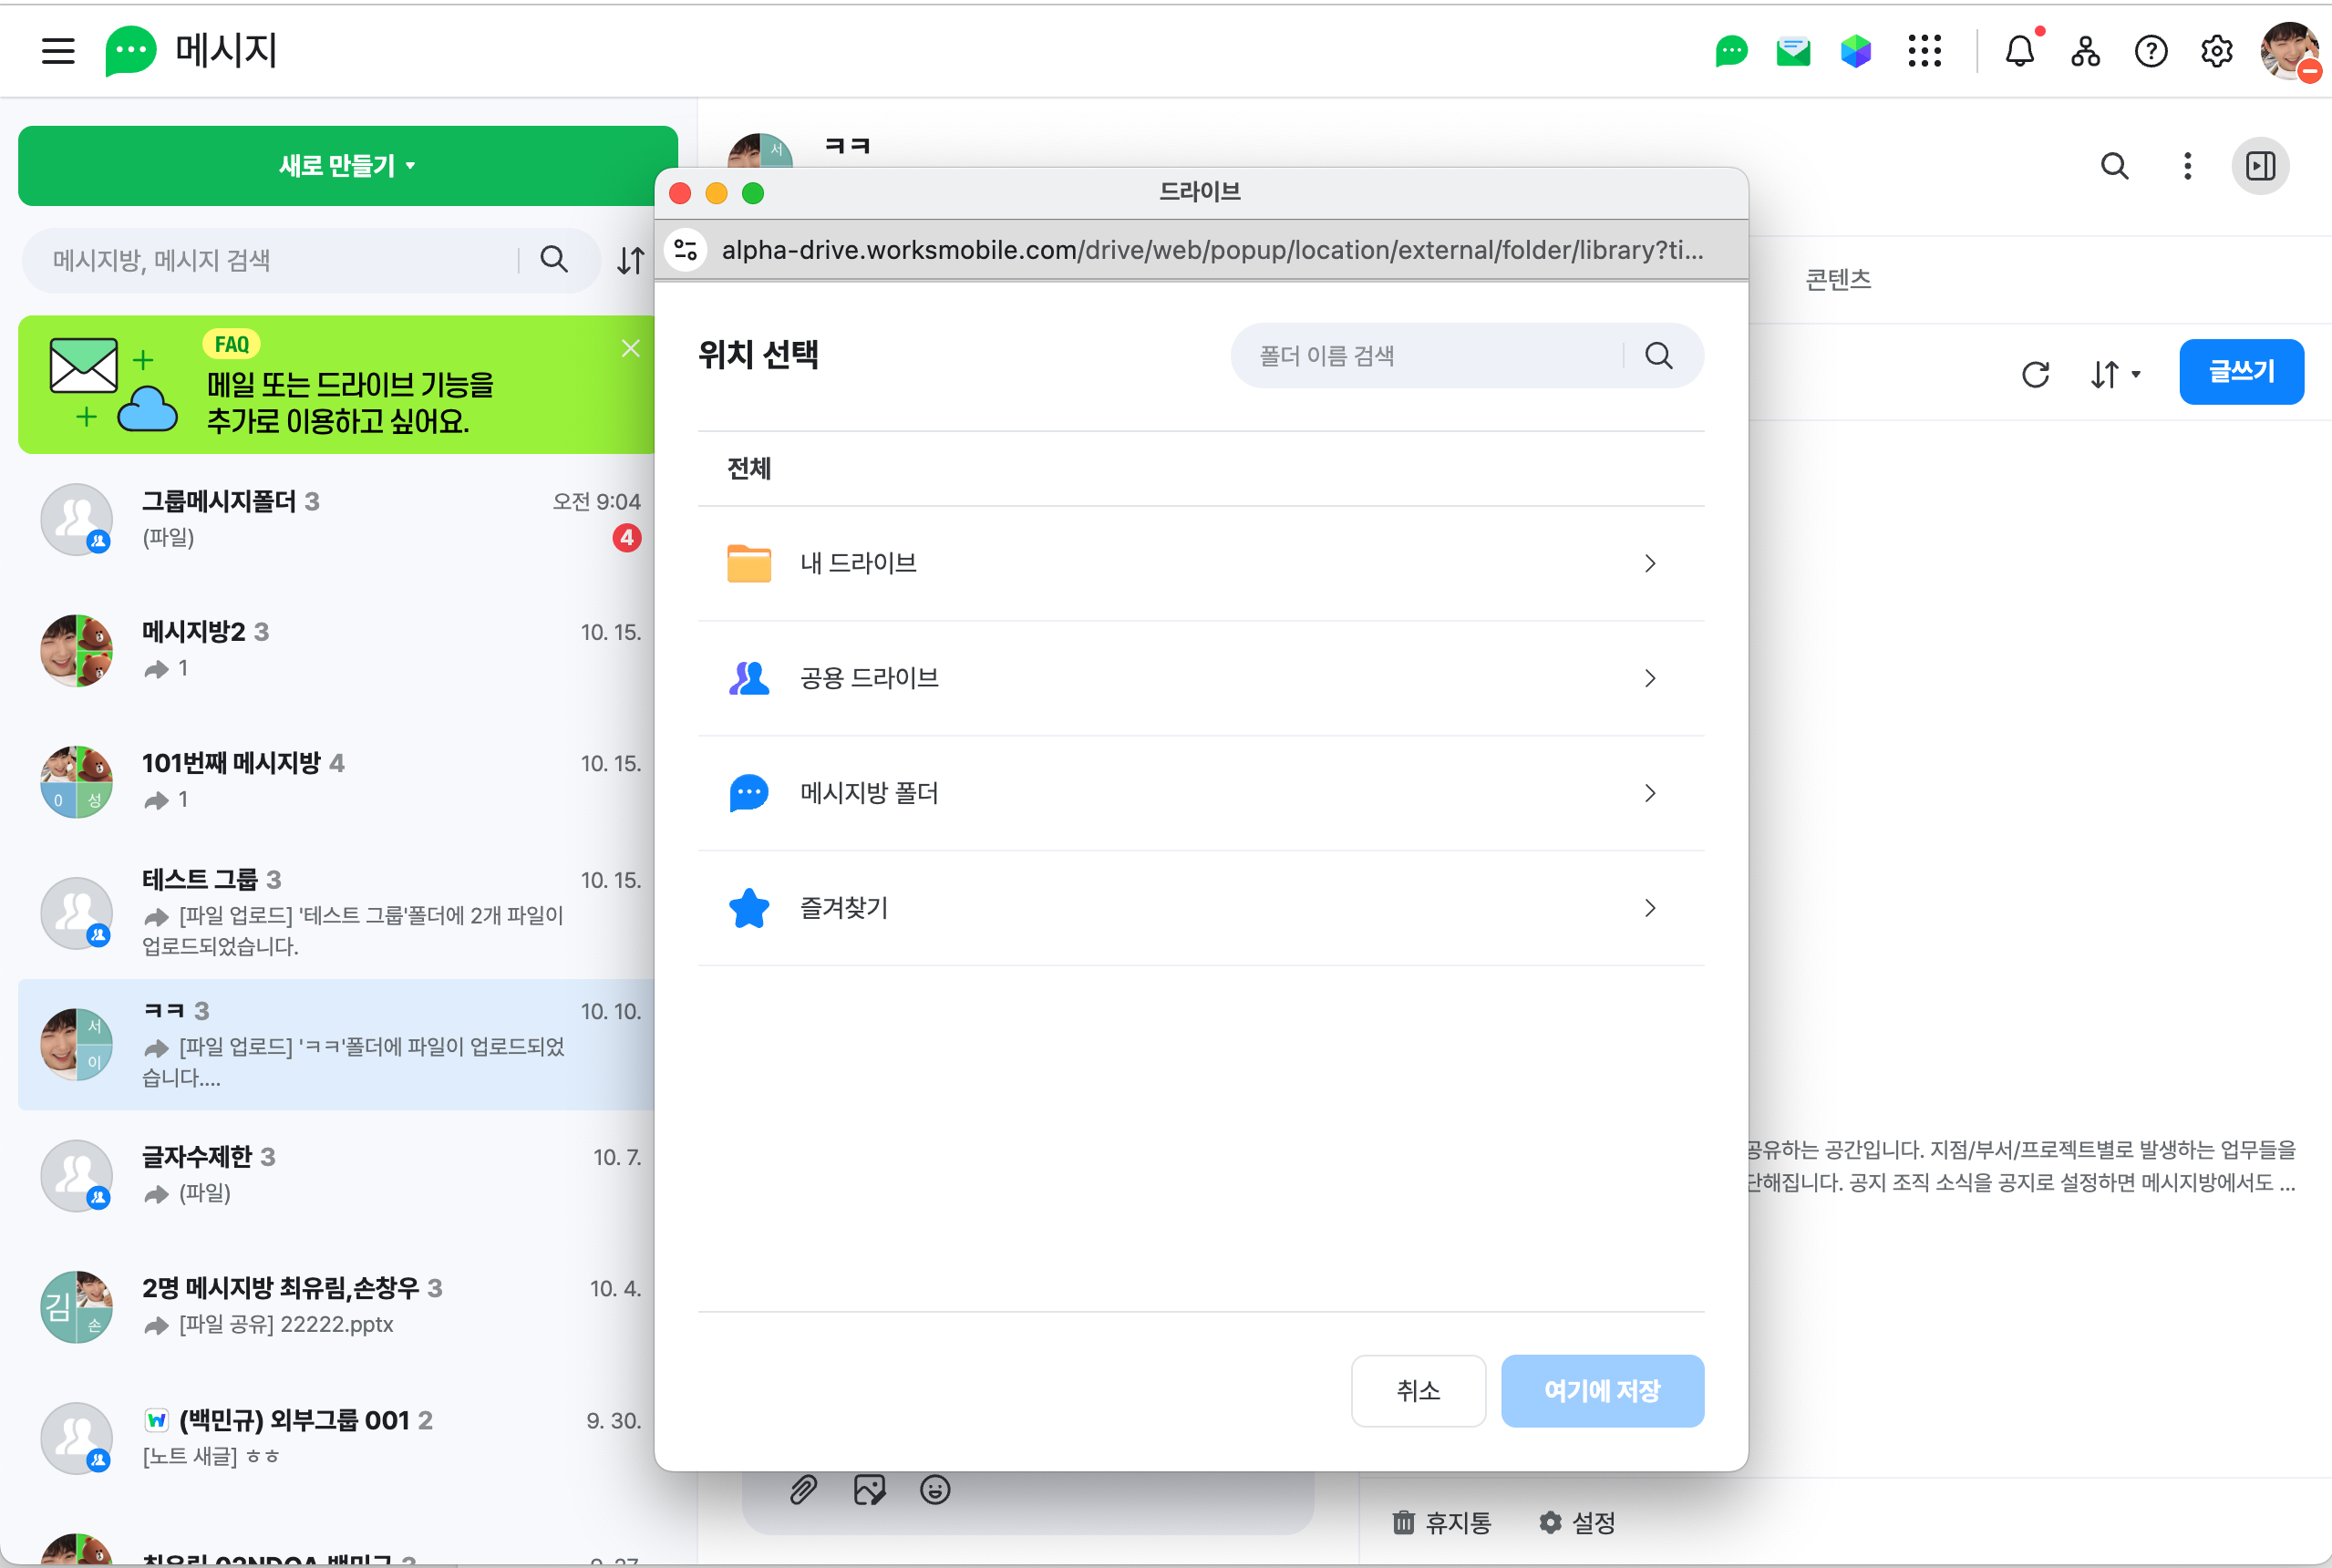 메시지
새로 만들기
메시지방, 메시지 검색
FAQ
메일 또는 드라이브 기능을
추가로 이용하고 싶어요.
그룹메시지폴더 3
오전 9:04
(파일)
4
메시지방2 3
10. 15.
1
101번째 메시지방 4
10. 15.
1
0 성
테스트 그룹 3
10. 15.
[파일 업로드] '테스트 그룹'폴더에 2개 파일이
업로드되었습니다.
ㅋㅋ 3
10. 10.
[파일 업로드] 'ㅋㅋ'폴더에 파일이 업로드되었
습니다....
서
이
글자수제한 3
10. 7.
(파일)
2명 메시지방 최유림,손창우 3
10. 4.
[파일 공유] 22222.pptx
김
손
(백민규) 외부그룹 001 2
9. 30.
[노트 새글] ㅎㅎ
ㅋㅋ
서
드라이브
alpha-drive.worksmobile.com/drive/web/popup/location/external/folder/library?ti...
위치 선택
폴더 이름 검색
전체
내 드라이브
공용 드라이브
메시지방 폴더
즐겨찾기
취소
여기에 저장
콘텐츠
글쓰기
공유하는 공간입니다. 지점/부서/프로젝트별로 발생하는 업무들을
단해집니다. 공지 조직 소식을 공지로 설정하면 메시지방에서도 ...
휴지통
설정